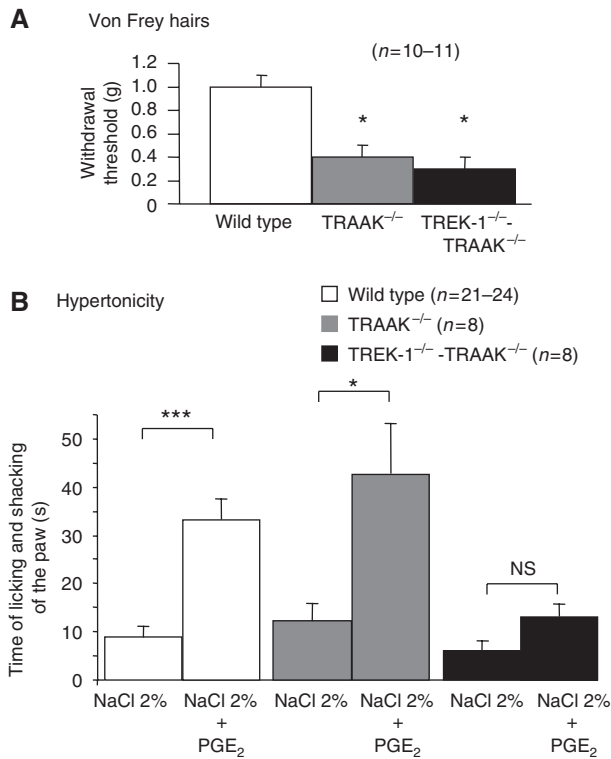 A Von Frey hairs
(n=10–11)
Withdrawal
threshold (g)
1.2
1.0
0.8
0.6
0.4
0.2
0
* *
Wild type TRAAK−/− TREK-1−/−-
TRAAK−/−
B Hypertonicity
Wild type (n=21–24)
TRAAK−/− (n=8)
TREK-1−/− -TRAAK−/− (n=8)
Time of licking and shacking
of the paw (s)
50
40
30
20
10
0
***
*
NS
NaCl 2% NaCl 2% NaCl 2% NaCl 2% NaCl 2% NaCl 2%
+ + +
PGE2 PGE2 PGE2